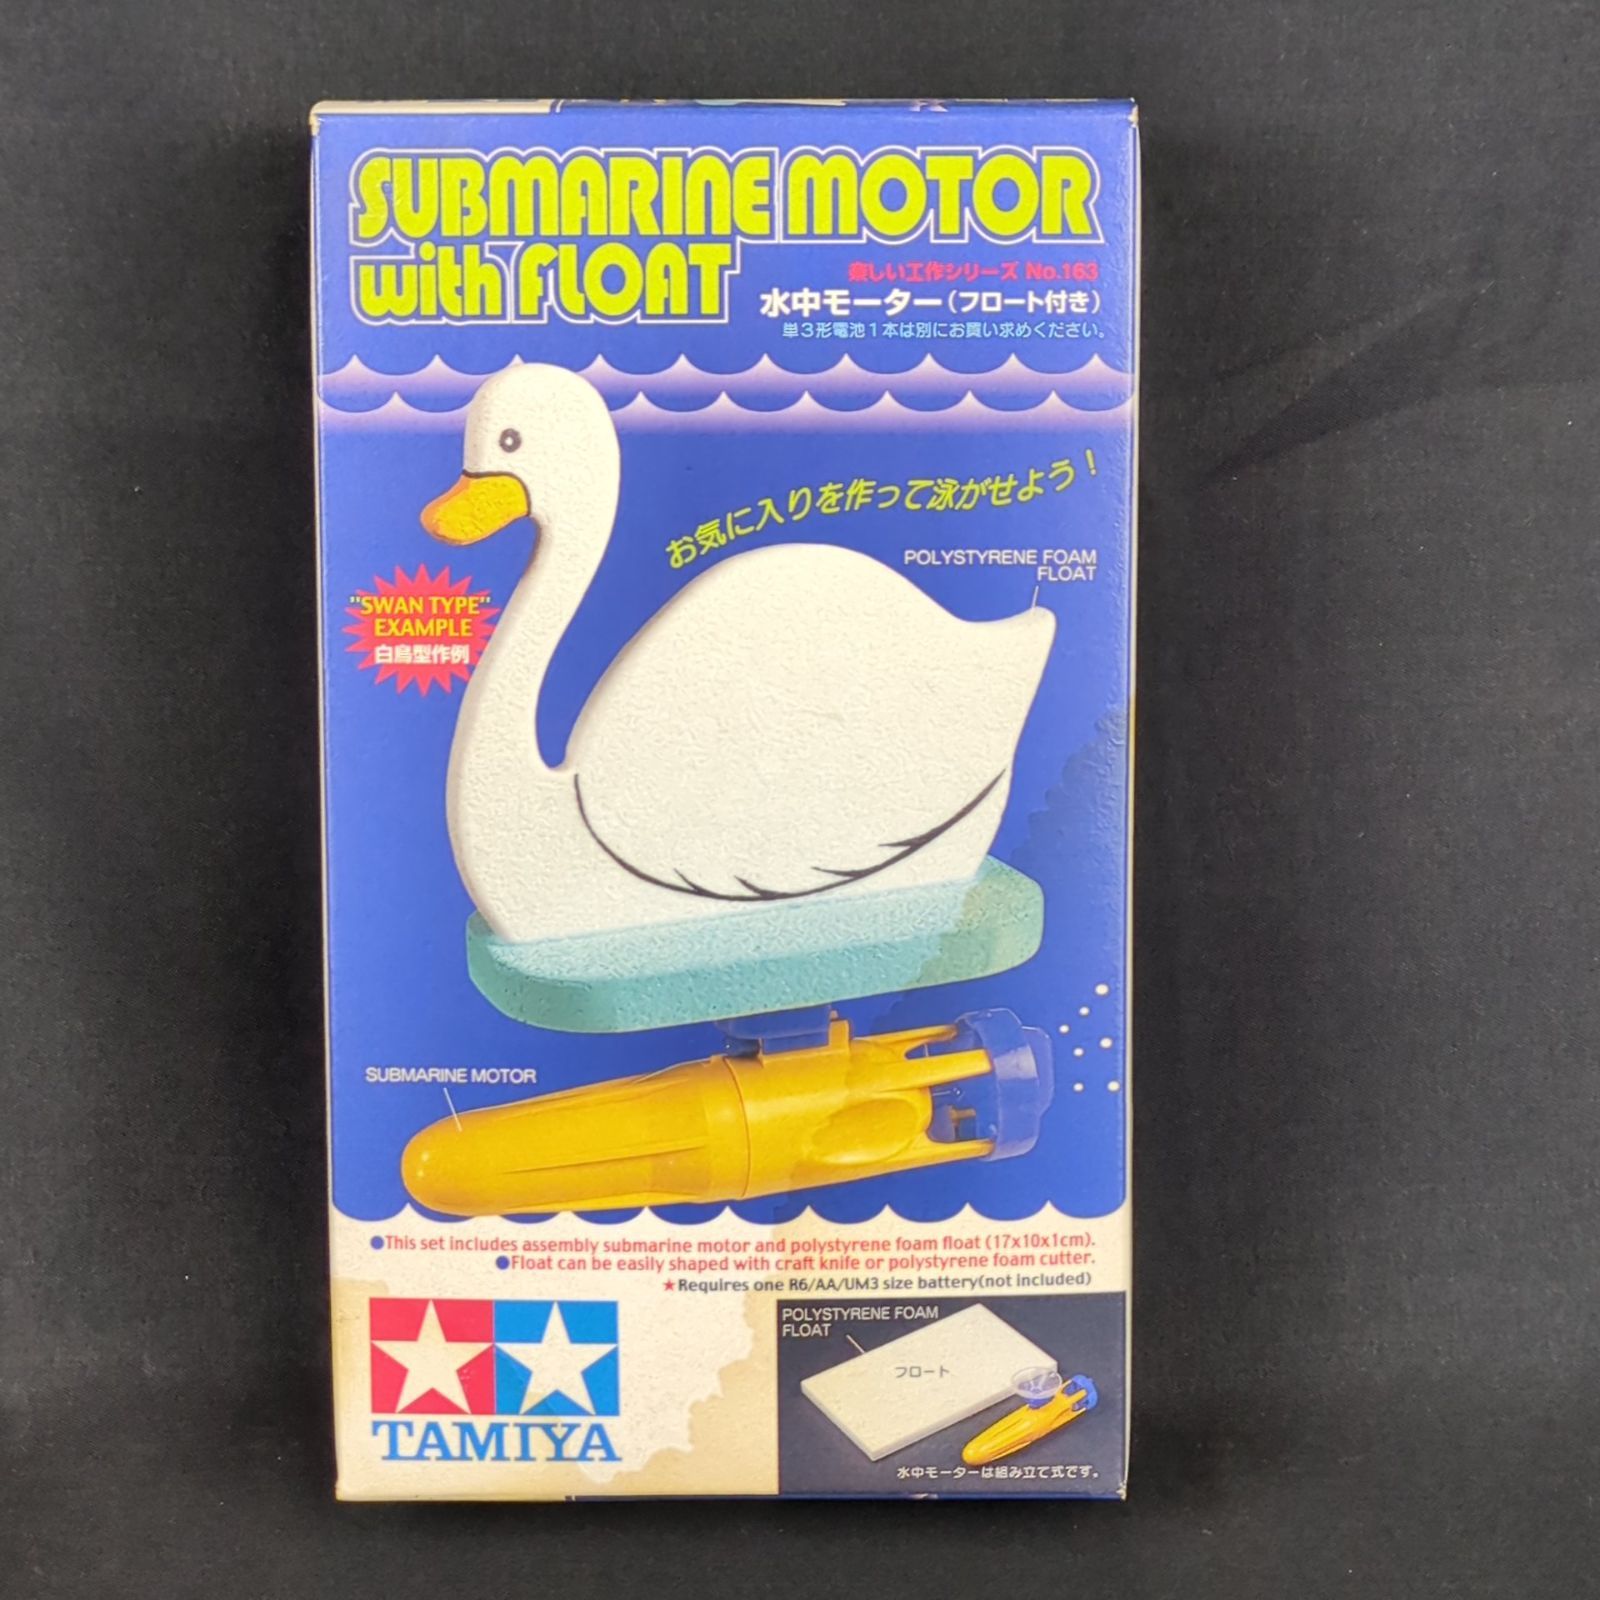 SUBMARINE MOTOR
with FLOAT
楽しい工作シリーズ No.163
水中モーター(フロート付き)
単3形電池1本は別にお買い求めください。
お気に入りを作って泳がせよう!
POLYSTYRENE FOAM
FLOAT
"SWAN TYPE"
EXAMPLE
白鳥型作例
SUBMARINE MOTOR
●This set includes assembly submarine motor and polystyrene foam float (17x10x1cm).
●Float can be easily shaped with craft knife or polystyrene foam cutter.
★Requires one R6/AA/UM3 size battery(not included)
TAMIYA
POLYSTYRENE FOAM
FLOAT
フロート
水中モーターは組み立て式です。